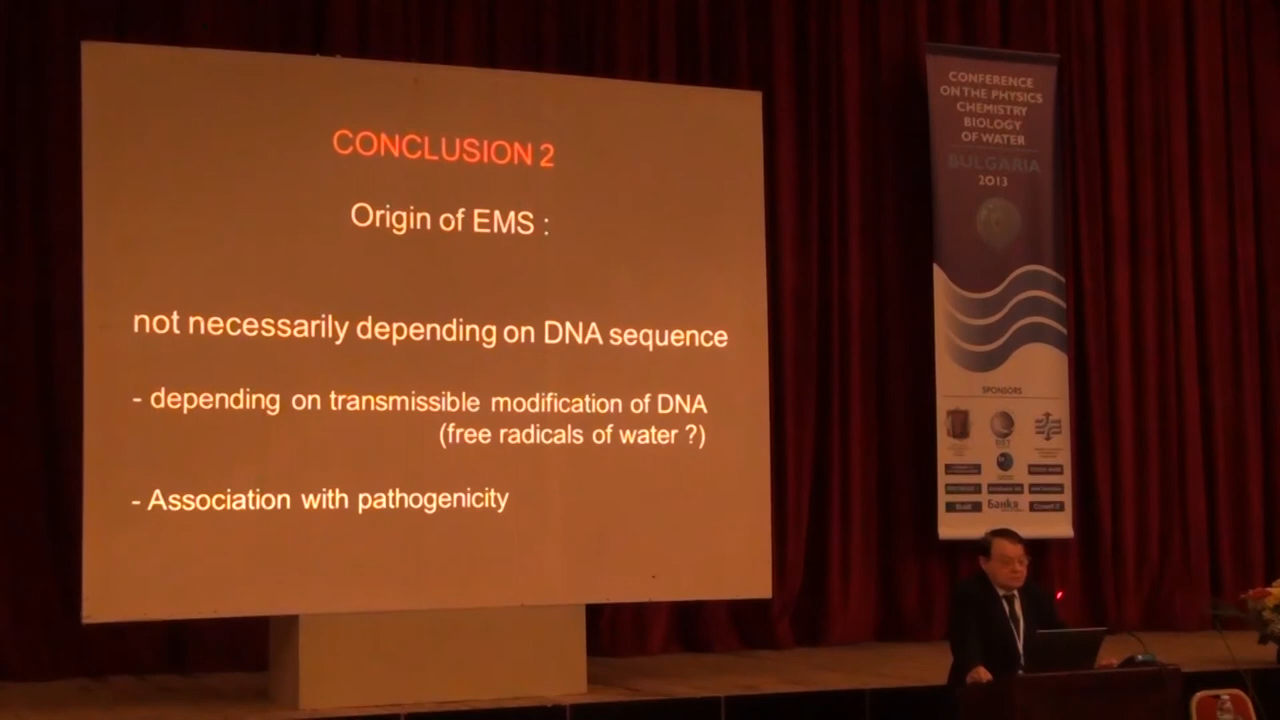 CONCLUSION 2
Origin of EMS :
not necessarily depending on DNA sequence
- depending on transmissible modification of DNA
(free radicals of water ?)
- Association with pathogenicity
CONFERENCE
ON THE PHYSICS
CHEMISTRY
BIOLOGY
OF WATER
BULGARIA
2013
SPONSORS
Банкя